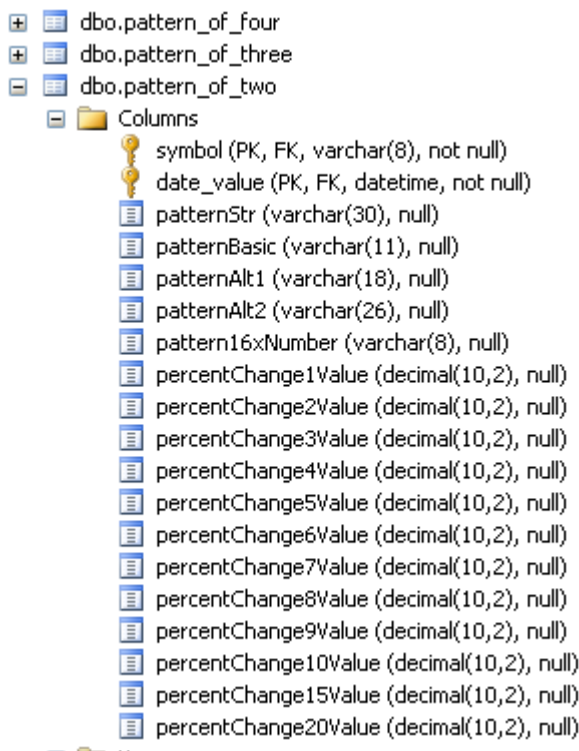 dbo.pattern_of_four
dbo.pattern_of_three
dbo.pattern_of_two
Columns
symbol (PK, FK, varchar(8), not null)
date_value (PK, FK, datetime, not null)
patternStr (varchar(30), null)
patternBasic (varchar(11), null)
patternAlt1 (varchar(18), null)
patternAlt2 (varchar(26), null)
pattern16xNumber (varchar(8), null)
percentChange1Value (decimal(10,2), null)
percentChange2Value (decimal(10,2), null)
percentChange3Value (decimal(10,2), null)
percentChange4Value (decimal(10,2), null)
percentChange5Value (decimal(10,2), null)
percentChange6Value (decimal(10,2), null)
percentChange7Value (decimal(10,2), null)
percentChange8Value (decimal(10,2), null)
percentChange9Value (decimal(10,2), null)
percentChange10Value (decimal(10,2), null)
percentChange15Value (decimal(10,2), null)
percentChange20Value (decimal(10,2), null)